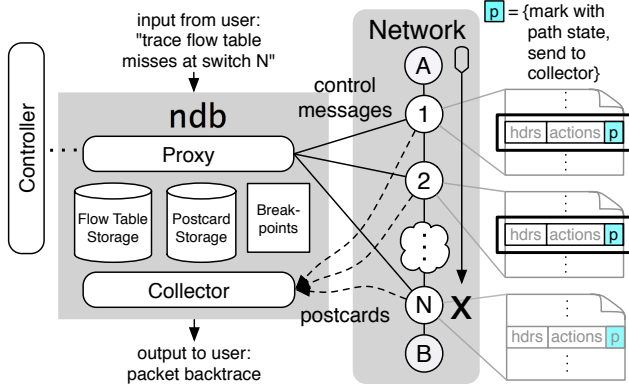 input from user:
"trace flow table
misses at switch N"
Network
p = {mark with
path state,
send to
collector}
Controller
ndb
control
messages
Proxy
Flow Table
Storage
Postcard
Storage
Break-
points
Collector
postcards
output to user:
packet backtrace
A
1
2
N
X
B
hdrs actions p
hdrs actions p
hdrs actions p